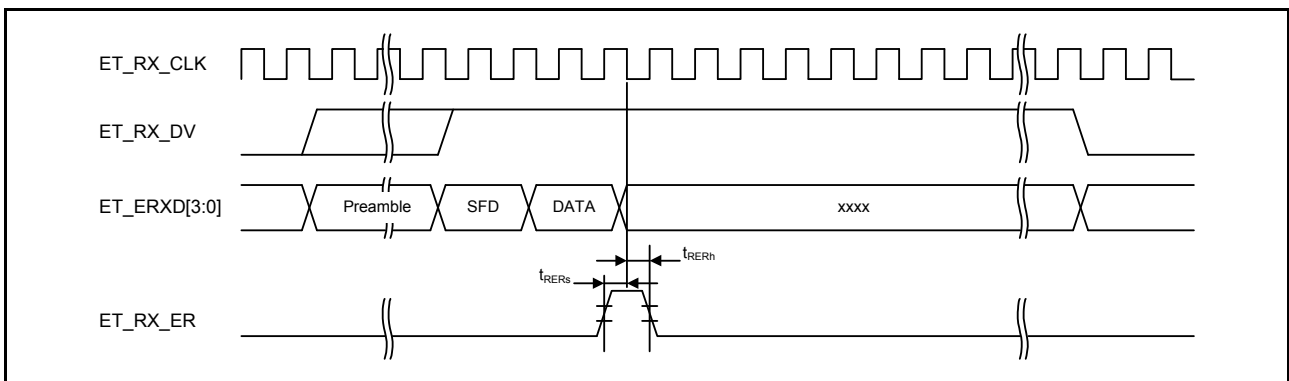 ET_RX_CLK
ET_RX_DV
ET_ERXD[3:0]
Preamble
SFD
DATA
xxxx
tRERs
tRERh
ET_RX_ER